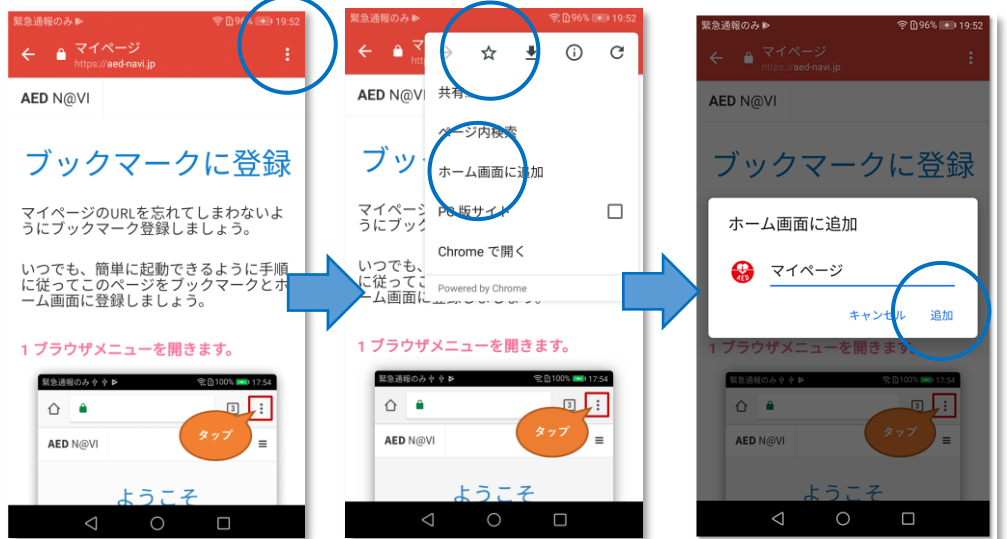 緊急通報のみ 96% 19:52
マイページ
https://aed-navi.jp
AED N@VI
ブックマークに登録
マイページのURLを忘れてしまわないよ
うにブックマーク登録しましょう。
いつでも、簡単に起動できるように手順
に従ってこのページをブックマークとホ
ーム画面に登録しましょう。
1 ブラウザメニューを開きます。
緊急通報のみ 100% 17:54
3
タップ
AED N@VI
ようこそ
緊急通報のみ 96% 19:52
マ
htt
AED N@VI
共有...
ページ内検索
ブッ
ホーム画面に追加
マイページ
うにブック
PC 版サイト
Chrome で開く
いつでも、
に従ってこ
Powered by Chrome
ーム画面に登録しましょう。
1 ブラウザメニューを開きます。
緊急通報のみ 100% 17:54
3
タップ
AED N@VI
ようこそ
緊急通報のみ 96% 19:52
マイページ
https://aed-navi.jp
AED N@VI
ブックマークに登録
ホーム画面に追加
AED
マイページ
キャンセル 追加
1 ブラウザメニューを開きます。
緊急通報のみ 100% 17:54
3
タップ
AED N@VI
ようこそ